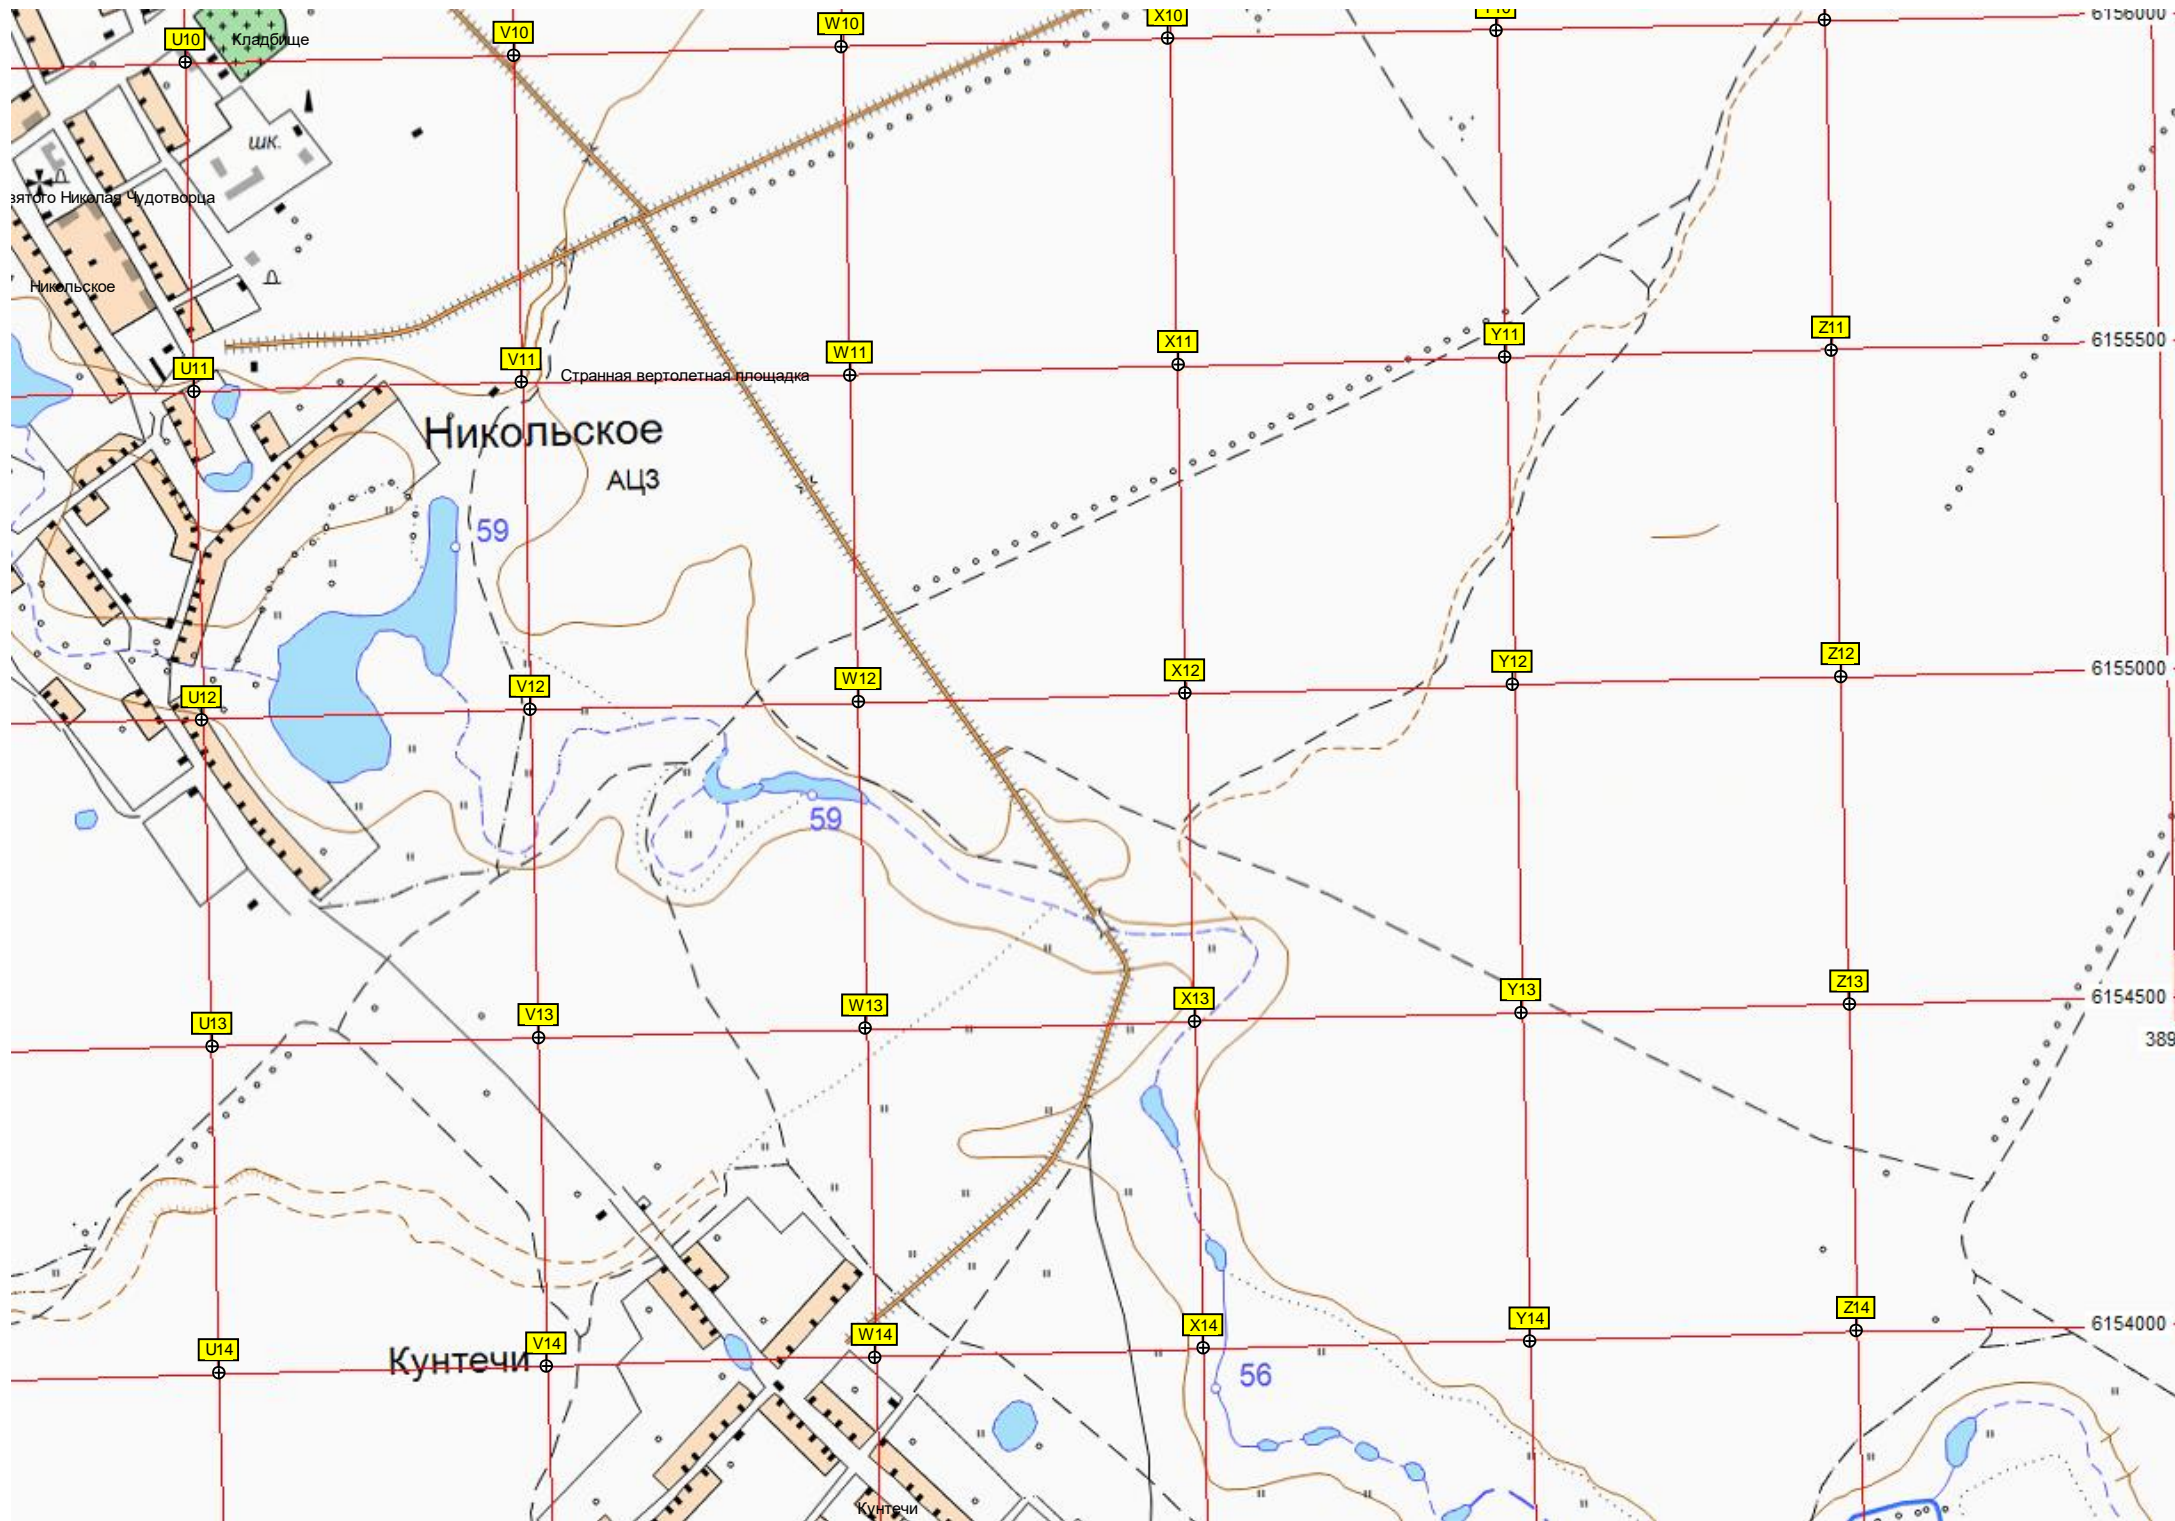 X10
6156000
W10
V10
U10
Кладбище
шк.
вятого Николая Чудотворца
Никольское
Z11
Y11
X11
6155500
W11
V11
U11
Странная вертолетная площадка
Никольское
АЦЗ
59
Z12
Y12
6155000
X12
W12
V12
U12
59
Z13
Y13
6154500
X13
W13
V13
U13
389
Z14
Y14
6154000
X14
W14
V14
U14
Кунтечи
56
Кунтечи